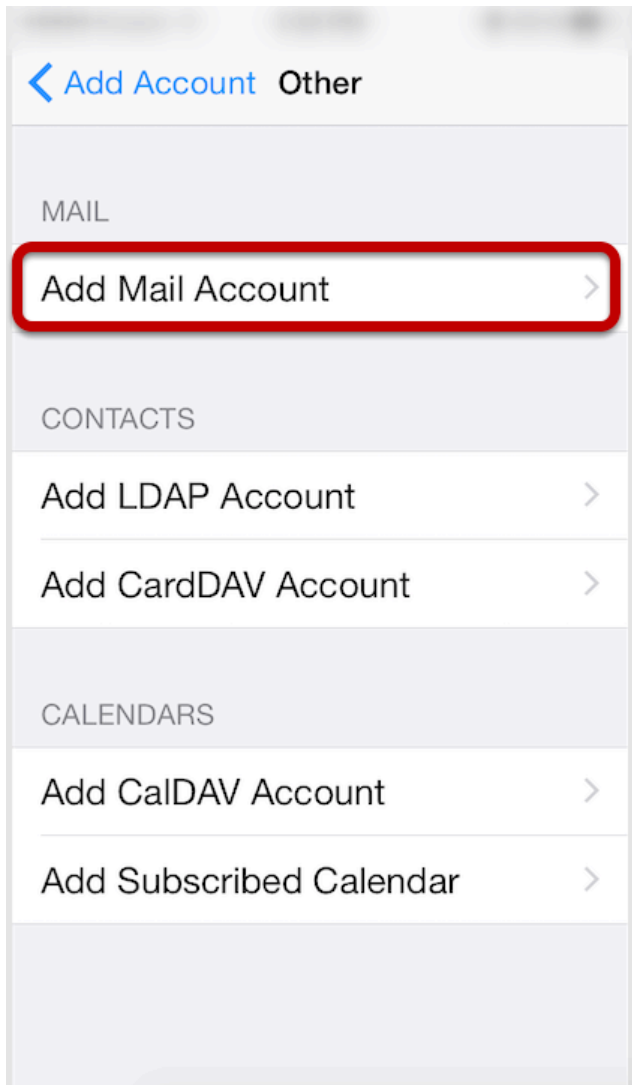 Add Account Other
MAIL
Add Mail Account
CONTACTS
Add LDAP Account
Add CardDAV Account
CALENDARS
Add CalDAV Account
Add Subscribed Calendar